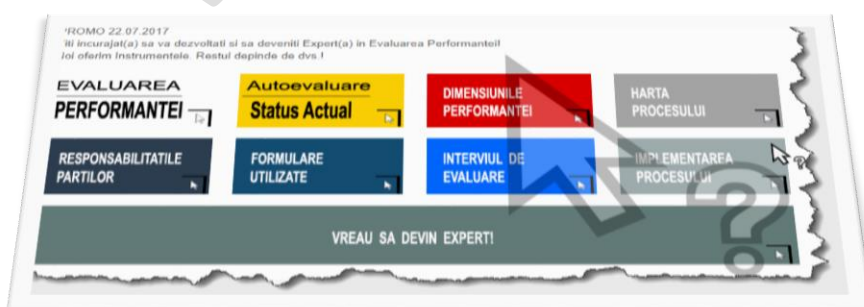 'ROMO 22.07.2017
iti incurajat(a) sa va dezvoltati si sa deveniti Expert(a) in Evaluarea Performantei!
loi oferim Instrumentele. Restul depinde de dvs.!
EVALUAREA
PERFORMANTEI
Autoevaluare
Status Actual
DIMENSIUNILE
PERFORMANTEI
HARTA
PROCESULUI
RESPONSABILITATILE
PARTILOR
FORMULARE
UTILIZATE
INTERVIUL DE
EVALUARE
IMPLEMENTAREA
PROCESULUI
?
VREAU SA DEVIN EXPERT!